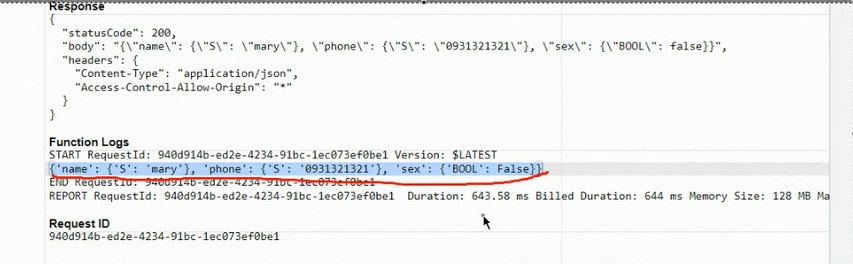 Response
{
"statusCode": 200,
"body": "{\"name\": {\"S\": \"mary\"}, \"phone\": {\"S\": \"0931321321\"}, \"sex\": {\"BOOL\": false}}",
"headers": {
"Content-Type": "application/json",
"Access-Control-Allow-Origin": "*"
}
}
Function Logs
START RequestId: 940d914b-ed2e-4234-91bc-1ec073ef0be1 Version: $LATEST
{'name': {'S': 'mary'}, 'phone': {'S': '0931321321'}, 'sex': {'BOOL': False}}
END RequestId: 940d914b-ed2e-4234-91bc-1ec073ef0be1
REPORT RequestId: 940d914b-ed2e-4234-91bc-1ec073ef0be1 Duration: 643.58 ms Billed Duration: 644 ms Memory Size: 128 MB Ma
Request ID
940d914b-ed2e-4234-91bc-1ec073ef0be1